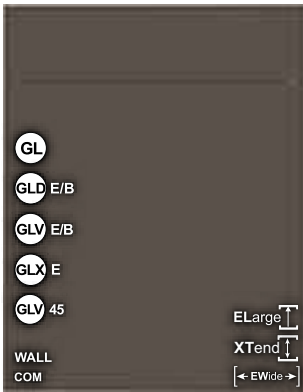 GL
GLD E/B
GLV E/B
GLX E
GLV 45
ELarge
XTend
WALL
EWide
COM